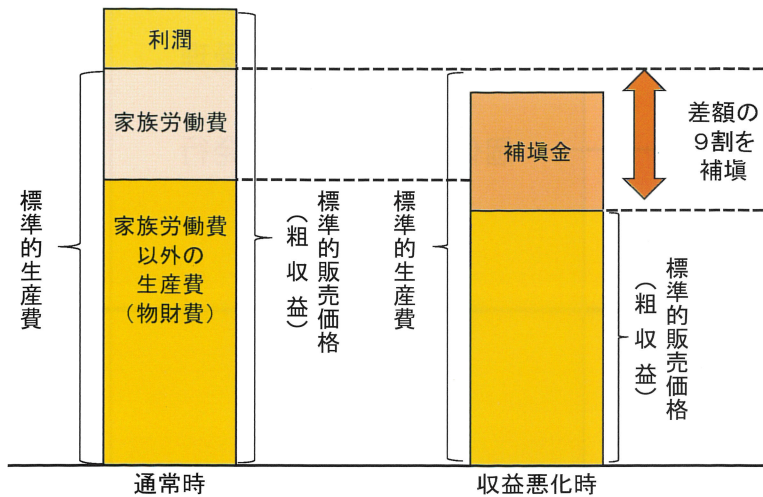 利潤
家族労働費
家族労働費
以外の
生産費
（物財費）
標準的生産費
標準的販売価格
（粗収益）
通常時
補塡金
標準的生産費
差額の
９割を
補塡
標準的販売価格
（粗収益）
収益悪化時